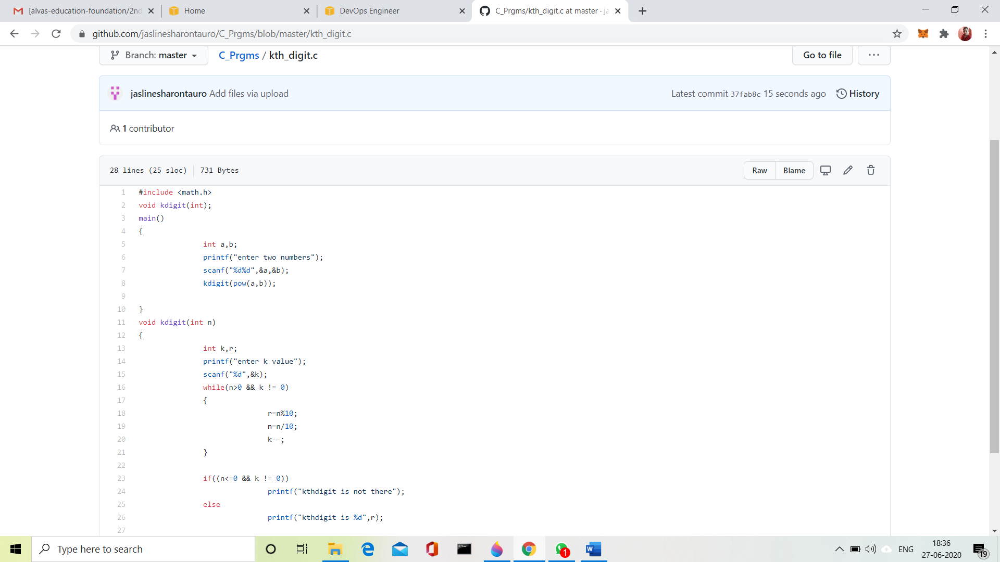 [alvas-education-foundation/2nd
Home
DevOps Engineer
C_Prgms/kth_digit.c at master · ja
github.com/jaslinesharontauro/C_Prgms/blob/master/kth_digit.c
Branch: master
C_Prgms / kth_digit.c
Go to file
jaslinesharontauro Add files via upload
Latest commit 37fab8c 15 seconds ago
History
1 contributor
28 lines (25 sloc)
731 Bytes
Raw
Blame
1 #include <math.h>
2 void kdigit(int);
3 main()
4 {
5 int a,b;
6 printf("enter two numbers");
7 scanf("%d%d",&a,&b);
8 kdigit(pow(a,b));
9
10 }
11 void kdigit(int n)
12 {
13 int k,r;
14 printf("enter k value");
15 scanf("%d",&k);
16 while(n>0 && k != 0)
17 {
18 r=n%10;
19 n=n/10;
20 k--;
21 }
22
23 if((n<=0 && k != 0))
24 printf("kthdigit is not there");
25 else
26 printf("kthdigit is %d",r);
27
Type here to search
1
W
ENG
18:36
27-06-2020
19